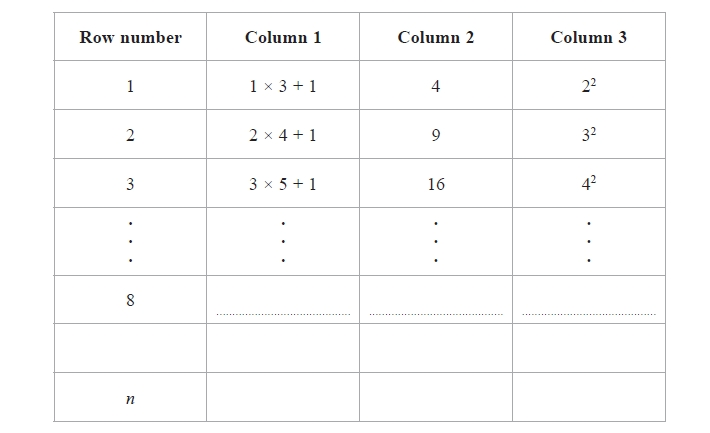 Row number Column 1 Column 2 Column 3
1 1 × 3 + 1 4 2²
2 2 × 4 + 1 9 3²
3 3 × 5 + 1 16 4²
8
n